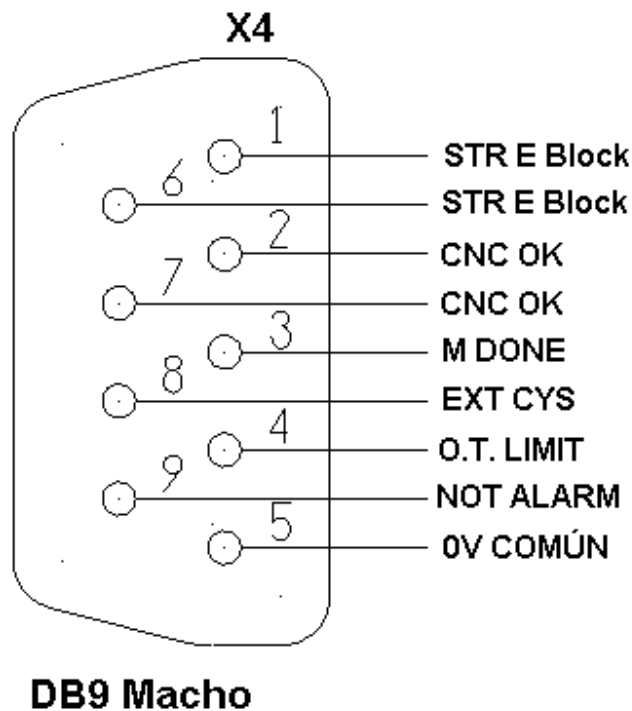 X4
1 STR E Block
6 STR E Block
2 CNC OK
7 CNC OK
3 M DONE
8 EXT CYS
4 O.T. LIMIT
9 NOT ALARM
5 0V COMÚN
DB9 Macho